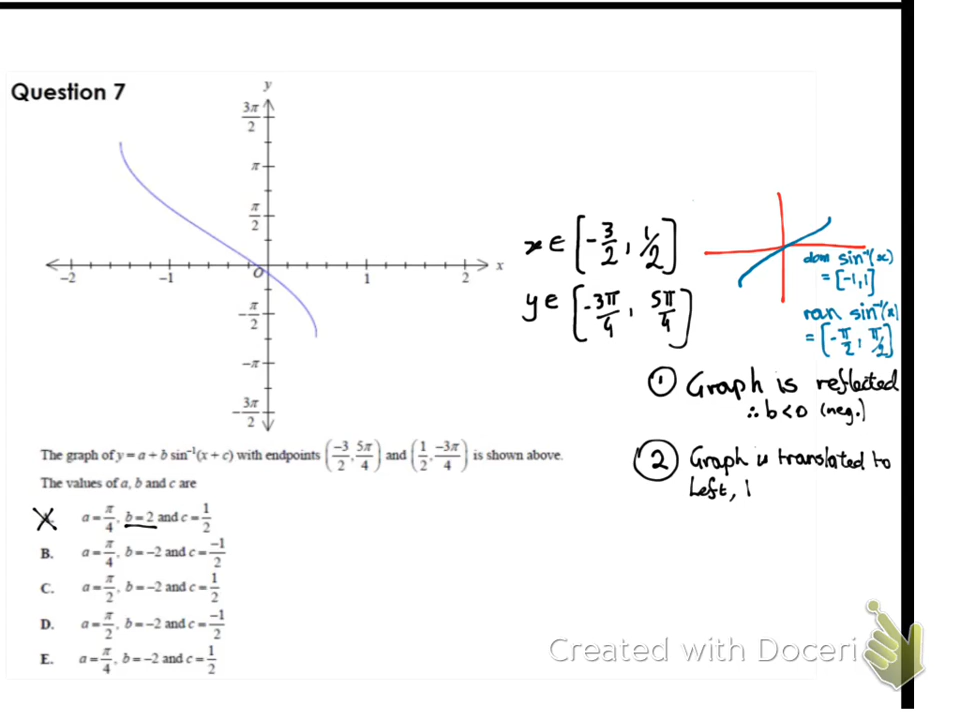 Question 7
y
3π/2
π
π/2
-2 -1 O 1 2 x
-π/2
-π
-3π/2
x ∈ [-3/2, 1/2]
y ∈ [-3π/4, 5π/4]
dom sin⁻¹(x)
= [-1,1]
ran sin⁻¹(x)
= [-π/2, π/2]
① Graph is reflected
∴ b<0 (neg.)
② Graph is translated to
Left, 1
The graph of y = a + b sin⁻¹(x + c) with endpoints (-3/2, 5π/4) and (1/2, -3π/4) is shown above.
The values of a, b and c are
a = π/4, b = 2 and c = 1/2
B. a = π/4, b = -2 and c = -1/2
C. a = π/2, b = -2 and c = 1/2
D. a = π/2, b = -2 and c = -1/2
E. a = π/4, b = -2 and c = 1/2
Created with Doceri